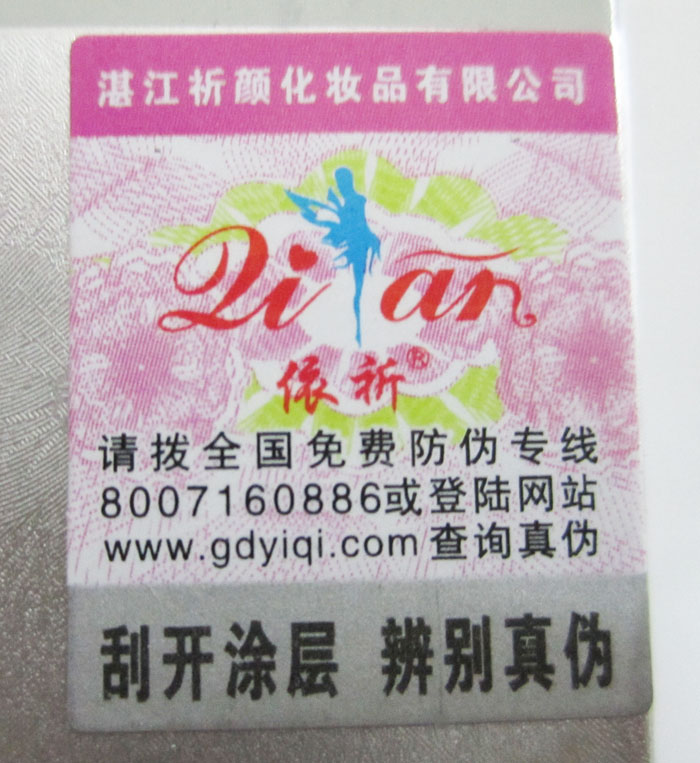 湛江祈颜化妆品有限公司
Qi Yan
依祈®
请拨全国免费防伪专线
8007160886或登陆网站
www.gdyiqi.com查询真伪
刮开涂层 辨别真伪